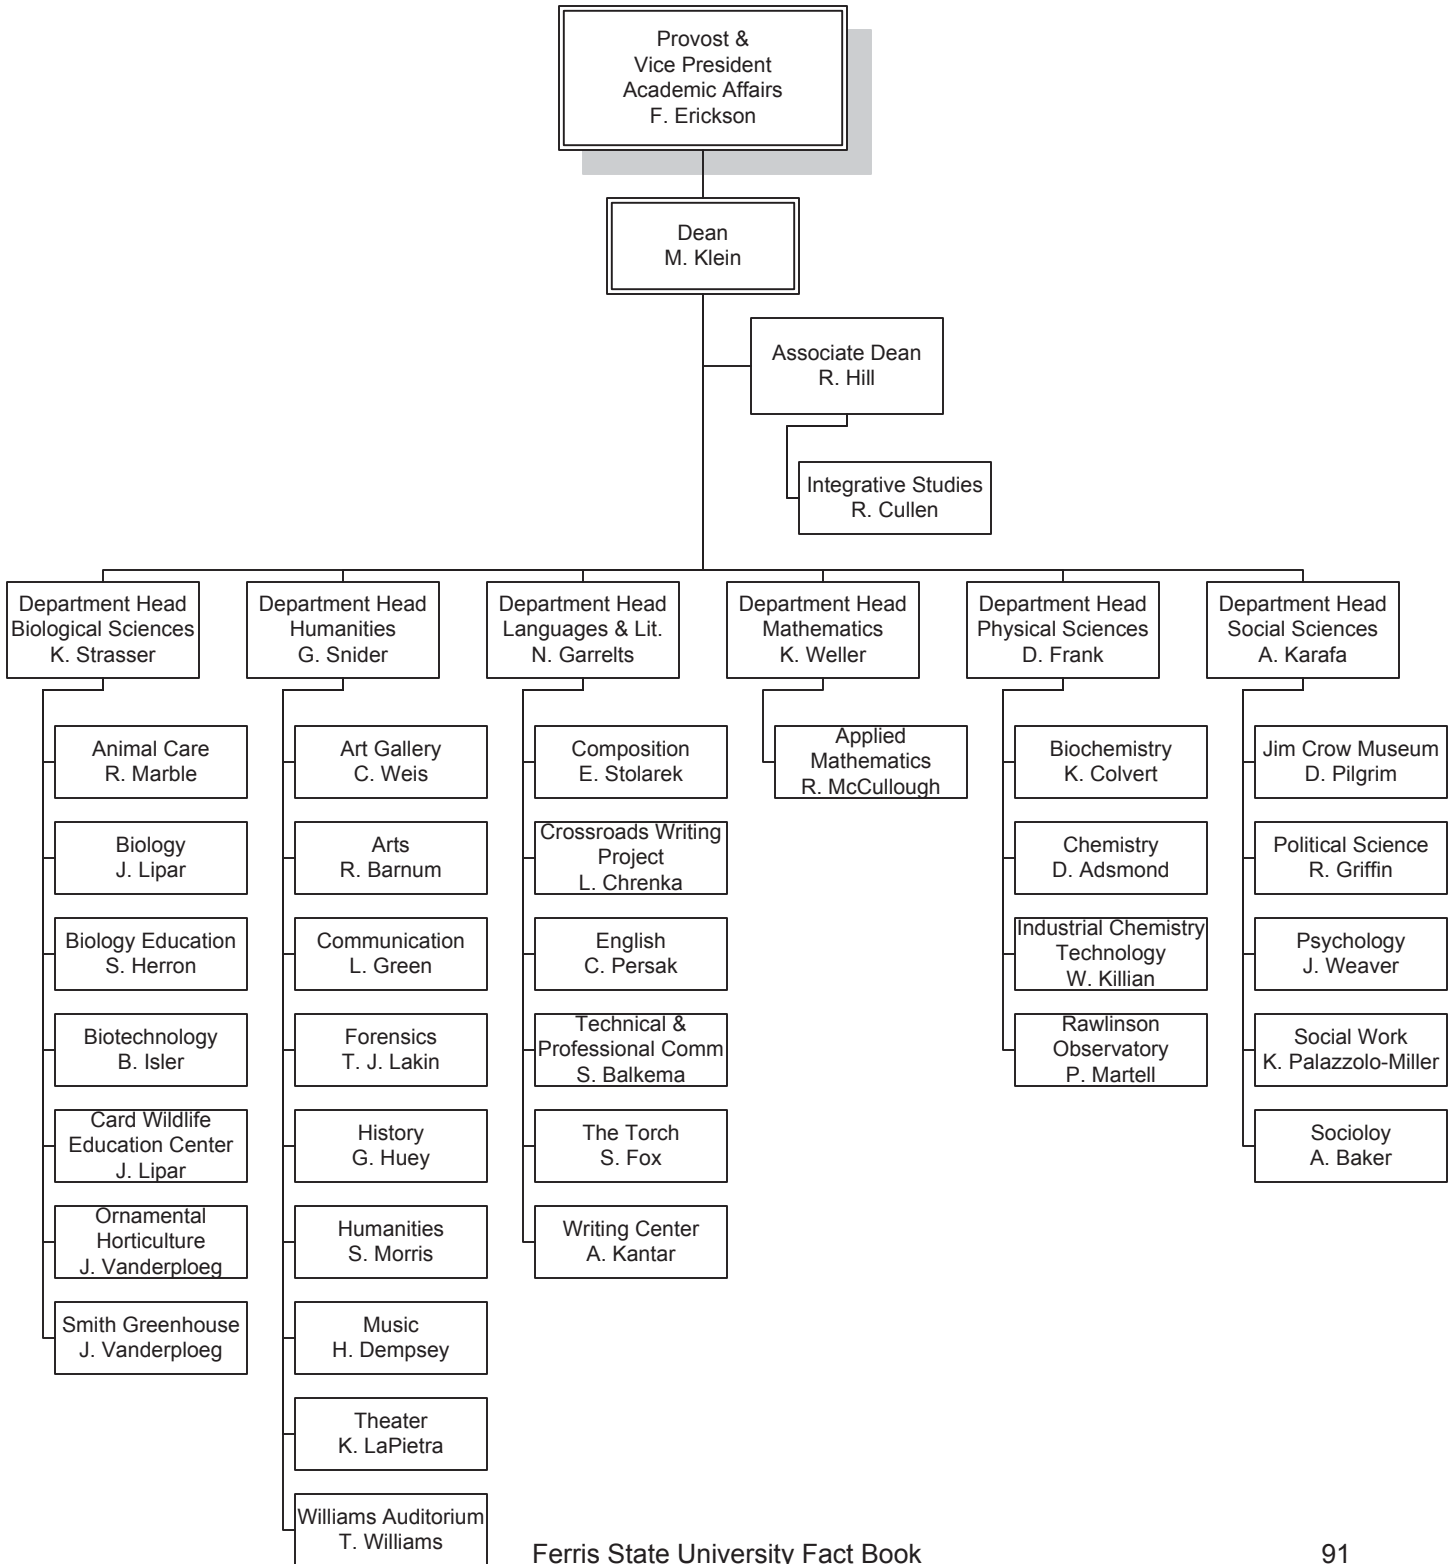 Provost &
Vice President
Academic Affairs
F. Erickson
Dean
M. Klein
Associate Dean
R. Hill
Integrative Studies
R. Cullen
Department Head
Biological Sciences
K. Strasser
Department Head
Humanities
G. Snider
Department Head
Languages & Lit.
N. Garrelts
Department Head
Mathematics
K. Weller
Department Head
Physical Sciences
D. Frank
Department Head
Social Sciences
A. Karafa
Animal Care
R. Marble
Biology
J. Lipar
Biology Education
S. Herron
Biotechnology
B. Isler
Card Wildlife
Education Center
J. Lipar
Ornamental
Horticulture
J. Vanderploeg
Smith Greenhouse
J. Vanderploeg
Art Gallery
C. Weis
Arts
R. Barnum
Communication
L. Green
Forensics
T. J. Lakin
History
G. Huey
Humanities
S. Morris
Music
H. Dempsey
Theater
K. LaPietra
Williams Auditorium
T. Williams
Composition
E. Stolarek
Crossroads Writing
Project
L. Chrenka
English
C. Persak
Technical &
Professional Comm
S. Balkema
The Torch
S. Fox
Writing Center
A. Kantar
Applied
Mathematics
R. McCullough
Biochemistry
K. Colvert
Chemistry
D. Adsmond
Industrial Chemistry
Technology
W. Killian
Rawlinson
Observatory
P. Martell
Jim Crow Museum
D. Pilgrim
Political Science
R. Griffin
Psychology
J. Weaver
Social Work
K. Palazzolo-Miller
Socioloy
A. Baker
Ferris State University Fact Book
91